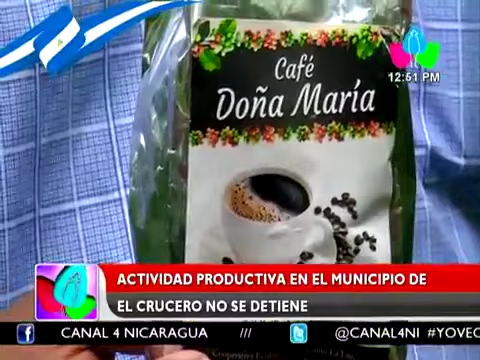 Café
Doña María
12:51 PM
ACTIVIDAD PRODUCTIVA EN EL MUNICIPIO DE
EL CRUCERO NO SE DETIENE
CANAL 4 NICARAGUA /// @CANAL4NI #YOVEC